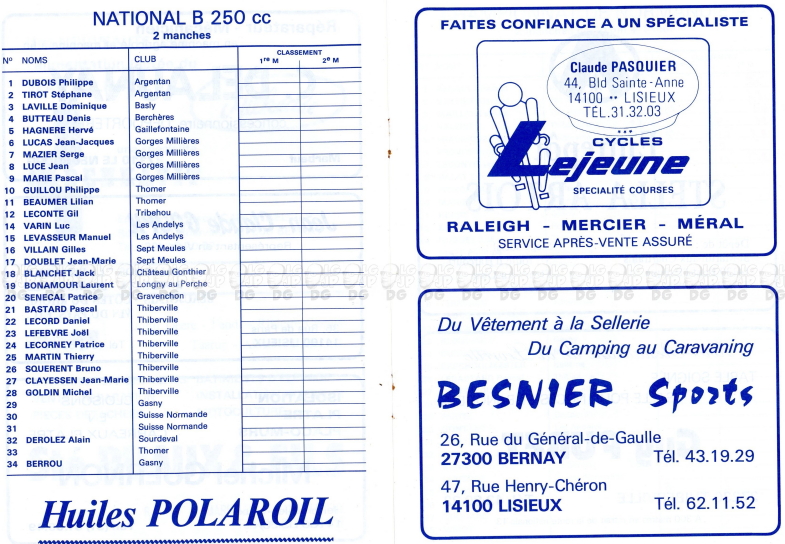 NATIONAL B 250 cc
2 manches
Nº NOMS CLUB CLASSEMENT
1re M 2e M
1 DUBOIS Philippe Argentan
2 TIROT Stéphane Argentan
3 LAVILLE Dominique Basly
4 BUTTEAU Denis Berchères
5 HAGNERE Hervé Gaillefontaine
6 LUCAS Jean-Jacques Gorges Millières
7 MAZIER Serge Gorges Millières
8 LUCE Jean Gorges Millières
9 MARIE Pascal Gorges Millières
10 GUILLOU Philippe Thomer
11 BEAUMER Lilian Thomer
12 LECONTE Gil Tribehou
14 VARIN Luc Les Andelys
15 LEVASSEUR Manuel Les Andelys
16 VILLAIN Gilles Sept Meules
17 DOUBLET Jean-Marie Sept Meules
18 BLANCHET Jack Château Gonthier
19 BONAMOUR Laurent Longny au Perche
20 SENECAL Patrice Gravenchon
21 BASTARD Pascal Thiberville
22 LECORD Daniel Thiberville
23 LEFEBVRE Joël Thiberville
24 LECORNEY Patrice Thiberville
25 MARTIN Thierry Thiberville
26 SQUERENT Bruno Thiberville
27 CLAYESSEN Jean-Marie Thiberville
28 GOLDIN Michel Thiberville
29 Gasny
30 Suisse Normande
31 Suisse Normande
32 DEROLEZ Alain Sourdeval
33 Thomer
34 BERROU Gasny
Huiles POLAROIL
FAITES CONFIANCE A UN SPÉCIALISTE
Claude PASQUIER
44, Bld Sainte-Anne
14100 •• LISIEUX
TÉL.31.32.03
CYCLES
Lejeune
SPECIALITÉ COURSES
RALEIGH - MERCIER - MÉRAL
SERVICE APRÈS-VENTE ASSURÉ
Du Vêtement à la Sellerie
Du Camping au Caravaning
BESNIER Sports
26, Rue du Général-de-Gaulle
27300 BERNAY Tél. 43.19.29
47, Rue Henry-Chéron
14100 LISIEUX Tél. 62.11.52